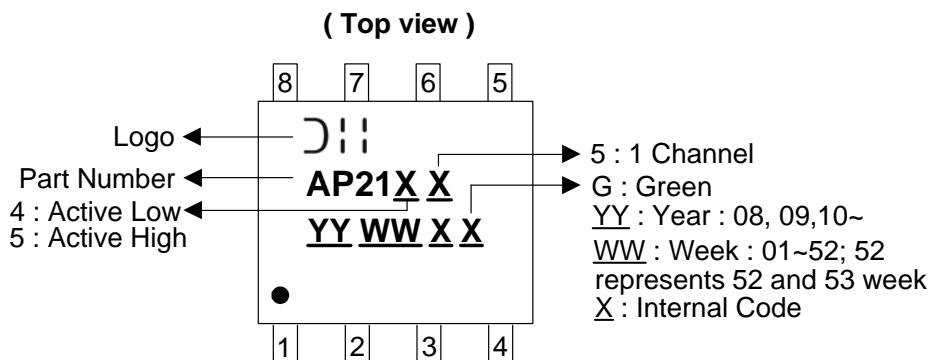 ( Top view )
8 7 6 5
Logo
Part Number
4 : Active Low
5 : Active High
AP21X X
YY WW X X
5 : 1 Channel
G : Green
YY : Year : 08, 09,10~
WW : Week : 01~52; 52
represents 52 and 53 week
X : Internal Code
1 2 3 4